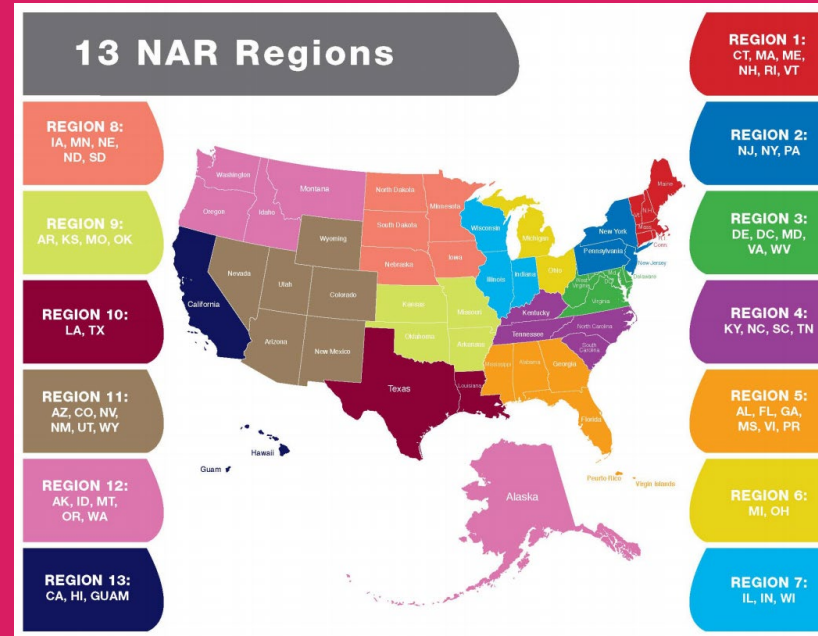 13 NAR Regions
REGION 1:
CT, MA, ME,
NH, RI, VT
REGION 8:
IA, MN, NE,
ND, SD
REGION 2:
NJ, NY, PA
REGION 9:
AR, KS, MO, OK
REGION 3:
DE, DC, MD,
VA, WV
REGION 10:
LA, TX
REGION 4:
KY, NC, SC, TN
REGION 11:
AZ, CO, NV,
NM, UT, WY
REGION 5:
AL, FL, GA,
MS, VI, PR
REGION 12:
AK, ID, MT,
OR, WA
REGION 6:
MI, OH
REGION 13:
CA, HI, GUAM
REGION 7:
IL, IN, WI
Washington
Montana
North Dakota
Minnesota
Maine
Oregon
Idaho
South Dakota
Wisconsin
Michigan
New York
N.H.
Mass
R.I.
Conn
Wyoming
Nebraska
Iowa
Pennsylvania
New Jersey
Nevada
Utah
Colorado
Illinois
Indiana
Ohio
West
Virginia
Delaware
California
Kansas
Missouri
Kentucky
Virginia
Arizona
New Mexico
Oklahoma
Arkansas
Tennessee
North Carolina
South
Carolina
Texas
Louisiana
Mississippi
Alabama
Georgia
Florida
Hawaii
Guam
Alaska
Puerto Rico
Virgin Islands